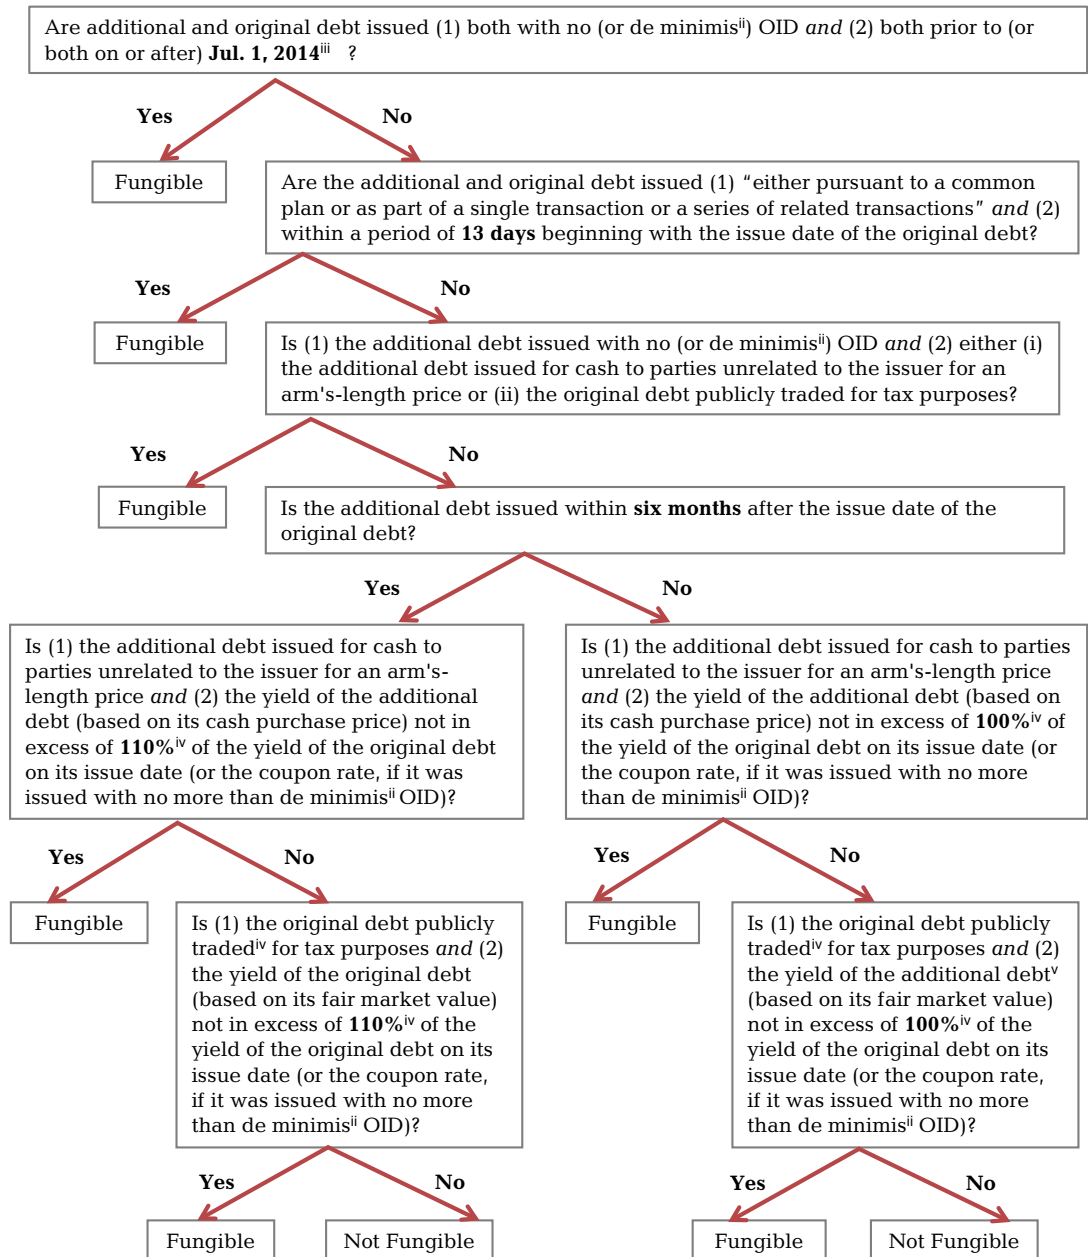 Are additional and original debt issued (1) both with no (or de minimisii) OID and (2) both prior to (or
both on or after) Jul. 1, 2014iii ?
Yes
No
Fungible
Are the additional and original debt issued (1) “either pursuant to a common
plan or as part of a single transaction or a series of related transactions” and (2)
within a period of 13 days beginning with the issue date of the original debt?
Yes
No
Fungible
Is (1) the additional debt issued with no (or de minimisii) OID and (2) either (i)
the additional debt issued for cash to parties unrelated to the issuer for an
arm's-length price or (ii) the original debt publicly traded for tax purposes?
Yes
No
Fungible
Is the additional debt issued within six months after the issue date of the
original debt?
Yes
No
Is (1) the additional debt issued for cash to
parties unrelated to the issuer for an arm's-
length price and (2) the yield of the additional
debt (based on its cash purchase price) not in
excess of 110%iv of the yield of the original debt
on its issue date (or the coupon rate, if it was
issued with no more than de minimisii OID)?
Is (1) the additional debt issued for cash to parties
unrelated to the issuer for an arm's-length price
and (2) the yield of the additional debt (based on
its cash purchase price) not in excess of 100%iv of
the yield of the original debt on its issue date (or
the coupon rate, if it was issued with no more
than de minimisii OID)?
Yes
No
Yes
No
Fungible
Is (1) the original debt publicly
tradediv for tax purposes and (2)
the yield of the original debt
(based on its fair market value)
not in excess of 110%iv of the
yield of the original debt on its
issue date (or the coupon rate,
if it was issued with no more
than de minimisii OID)?
Fungible
Is (1) the original debt publicly
tradediv for tax purposes and (2)
the yield of the additional debtv
(based on its fair market value)
not in excess of 100%iv of the
yield of the original debt on its
issue date (or the coupon rate,
if it was issued with no more
than de minimisii OID)?
Yes
No
Yes
No
Fungible
Not Fungible
Fungible
Not Fungible